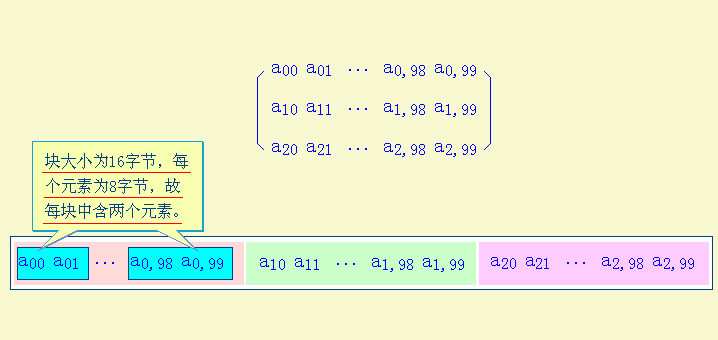 a00 a01 ··· a0,98 a0,99
a10 a11 ··· a1,98 a1,99
a20 a21 ··· a2,98 a2,99
块大小为16字节，每
个元素为8字节，故
每块中含两个元素。
a00 a01 ··· a0,98 a0,99 a10 a11 ··· a1,98 a1,99 a20 a21 ··· a2,98 a2,99